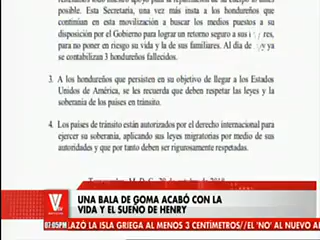 posible. Esta Secretaría, una vez más insta a los hondureños que
continúan en esta movilización a buscar los medios puestos a su
disposición por el Gobierno para lograr un retorno seguro a sus
para no poner en riesgo su vida y la de sus familiares. Al día de ya
se contabilizan 3 hondureños fallecidos.
3. A los hondureños que persisten en su objetivo de llegar a los Estados
Unidos de América, se les recuerda que deben respetar las leyes y la
soberanía de los países en tránsito.
4. Los países de tránsito están autorizados por el derecho internacional para
ejercer su soberanía, aplicando sus leyes migratorias por medio de sus
autoridades y que por tanto deben ser rigurosamente respetadas.
UNA BALA DE GOMA ACABÓ CON LA
VIDA Y EL SUEÑO DE HENRY
07:05PM
LAZÓ LA ISLA GRIEGA AL MENOS 3 CENTÍMETROS//EL 'NO' AL NUEVO A